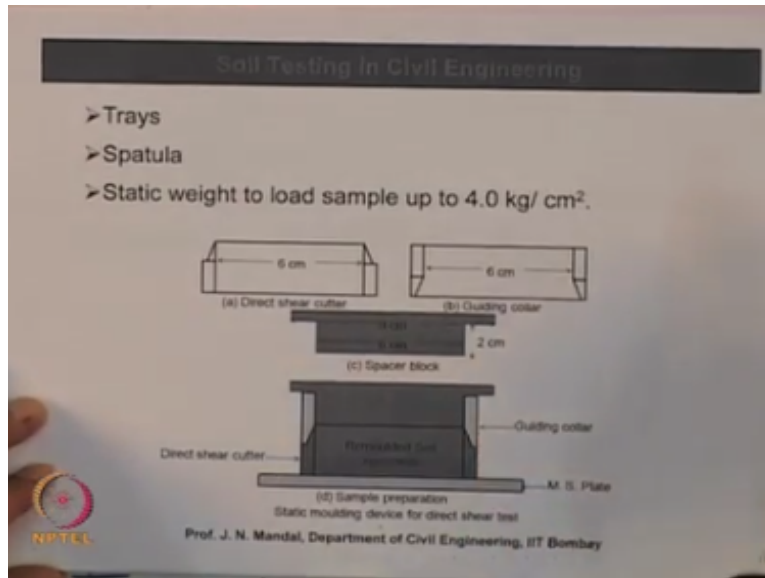 Soil Testing in Civil Engineering
➢Trays
➢Spatula
➢Static weight to load sample up to 4.0 kg/ cm².
6 cm
6 cm
(a) Direct shear cutter
(b) Guiding collar
2 cm
(c) Spacer block
Guiding collar
Remoulded Soil
Direct shear cutter
M. S. Plate
(d) Sample preparation
Static moulding device for direct shear test
NPTEL
Prof. J. N. Mandal, Department of Civil Engineering, IIT Bombay